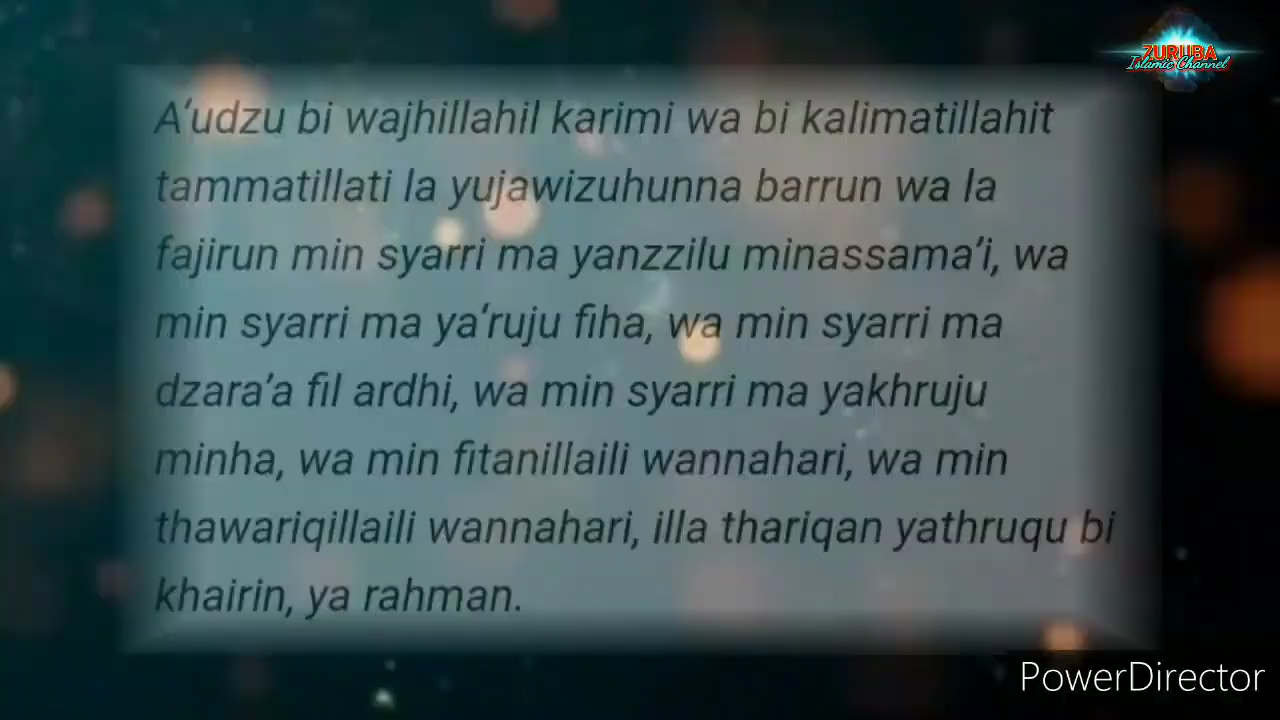 ZURUBA
Islamic Channel
A‘udzu bi wajhillahil karimi wa bi kalimatillahit
tammatillati la yujawizuhunna barrun wa la
fajirun min syarri ma yanzzilu minassama’i, wa
min syarri ma ya‘ruju fiha, wa min syarri ma
dzara’a fil ardhi, wa min syarri ma yakhruju
minha, wa min fitanillaili wannahari, wa min
thawariqillaili wannahari, illa thariqan yathruqu bi
khairin, ya rahman.
PowerDirector